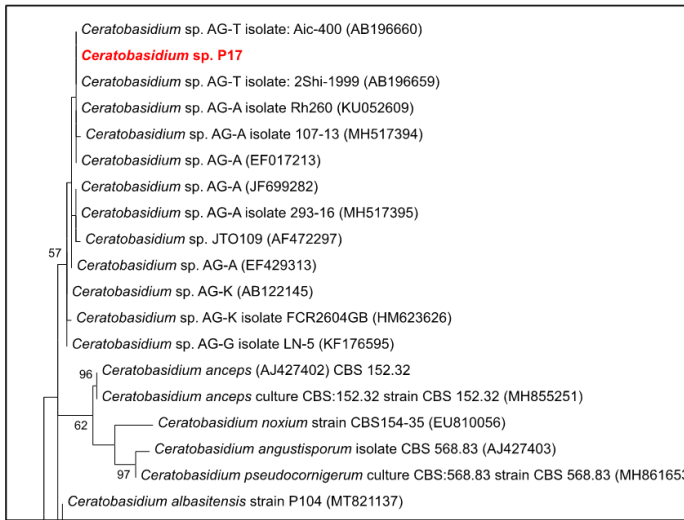 Ceratobasidium sp. AG-T isolate: Aic-400 (AB196660)
Ceratobasidium sp. P17
Ceratobasidium sp. AG-T isolate: 2Shi-1999 (AB196659)
Ceratobasidium sp. AG-A isolate Rh260 (KU052609)
Ceratobasidium sp. AG-A isolate 107-13 (MH517394)
Ceratobasidium sp. AG-A (EF017213)
Ceratobasidium sp. AG-A (JF699282)
Ceratobasidium sp. AG-A isolate 293-16 (MH517395)
Ceratobasidium sp. JTO109 (AF472297)
57
Ceratobasidium sp. AG-A (EF429313)
Ceratobasidium sp. AG-K (AB122145)
Ceratobasidium sp. AG-K isolate FCR2604GB (HM623626)
Ceratobasidium sp. AG-G isolate LN-5 (KF176595)
96 Ceratobasidium anceps (AJ427402) CBS 152.32
Ceratobasidium anceps culture CBS:152.32 strain CBS 152.32 (MH855251)
62 Ceratobasidium noxium strain CBS154-35 (EU810056)
Ceratobasidium angustisporum isolate CBS 568.83 (AJ427403)
97 Ceratobasidium pseudocornigerum culture CBS:568.83 strain CBS 568.83 (MH861653
Ceratobasidium albasitensis strain P104 (MT821137)